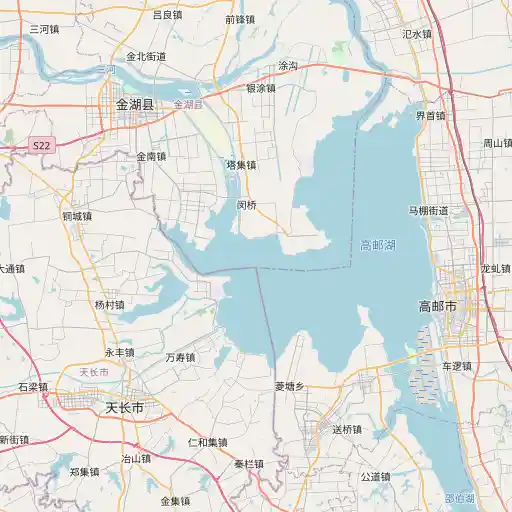 吕良镇
前锋镇
三河镇
氾水镇
金北街道
涂沟
三河
银涂镇
金湖县
金湖县
界首镇
S22
周山镇
金南镇
塔集镇
闵桥
马棚街道
铜城镇
高邮湖
大通镇
龙虬镇
杨村镇
高邮市
永丰镇
万寿镇
车逻镇
天长市
石梁镇
菱塘乡
天长市
送桥镇
新街镇
仁和集镇
冶山镇
秦栏镇
郑集镇
公道镇
金集镇
邵伯湖